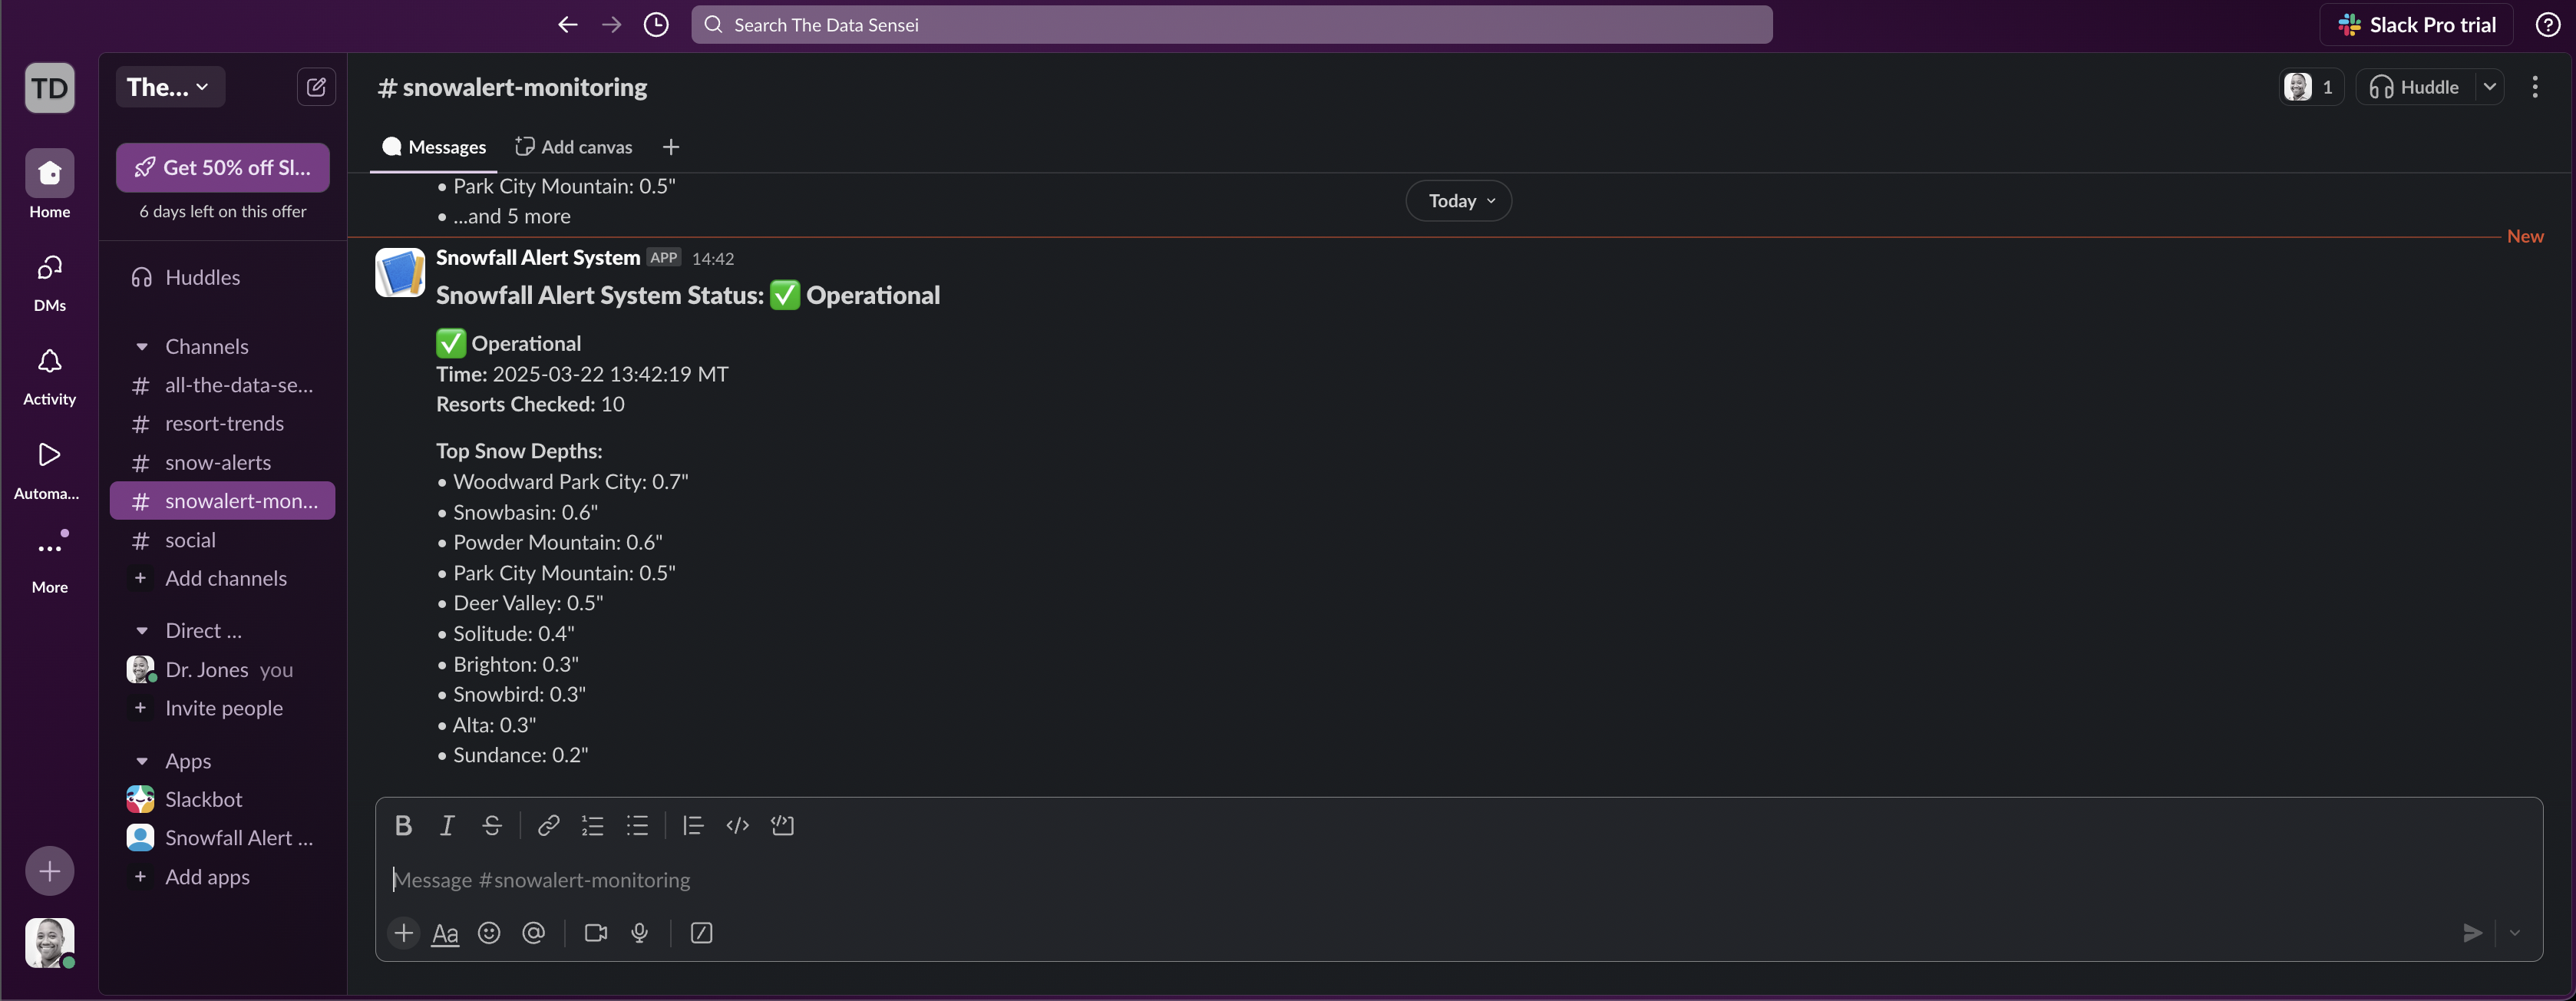 Search The Data Sensei
Slack Pro trial
TD
The...
# snowalert-monitoring
1
Huddle
Get 50% off Sl...
6 days left on this offer
Messages
Add canvas
Home
DMs
Activity
Automa...
More
Huddles
Channels
# all-the-data-se...
# resort-trends
# snow-alerts
# snowalert-mon...
# social
+ Add channels
Direct ...
Dr. Jones you
+ Invite people
Apps
Slackbot
Snowfall Alert ...
+ Add apps
• Park City Mountain: 0.5"
• ...and 5 more
Today
New
Snowfall Alert System APP 14:42
Snowfall Alert System Status: ✅ Operational
✅ Operational
Time: 2025-03-22 13:42:19 MT
Resorts Checked: 10
Top Snow Depths:
• Woodward Park City: 0.7"
• Snowbasin: 0.6"
• Powder Mountain: 0.6"
• Park City Mountain: 0.5"
• Deer Valley: 0.5"
• Solitude: 0.4"
• Brighton: 0.3"
• Snowbird: 0.3"
• Alta: 0.3"
• Sundance: 0.2"
B I S
Message #snowalert-monitoring
Aa